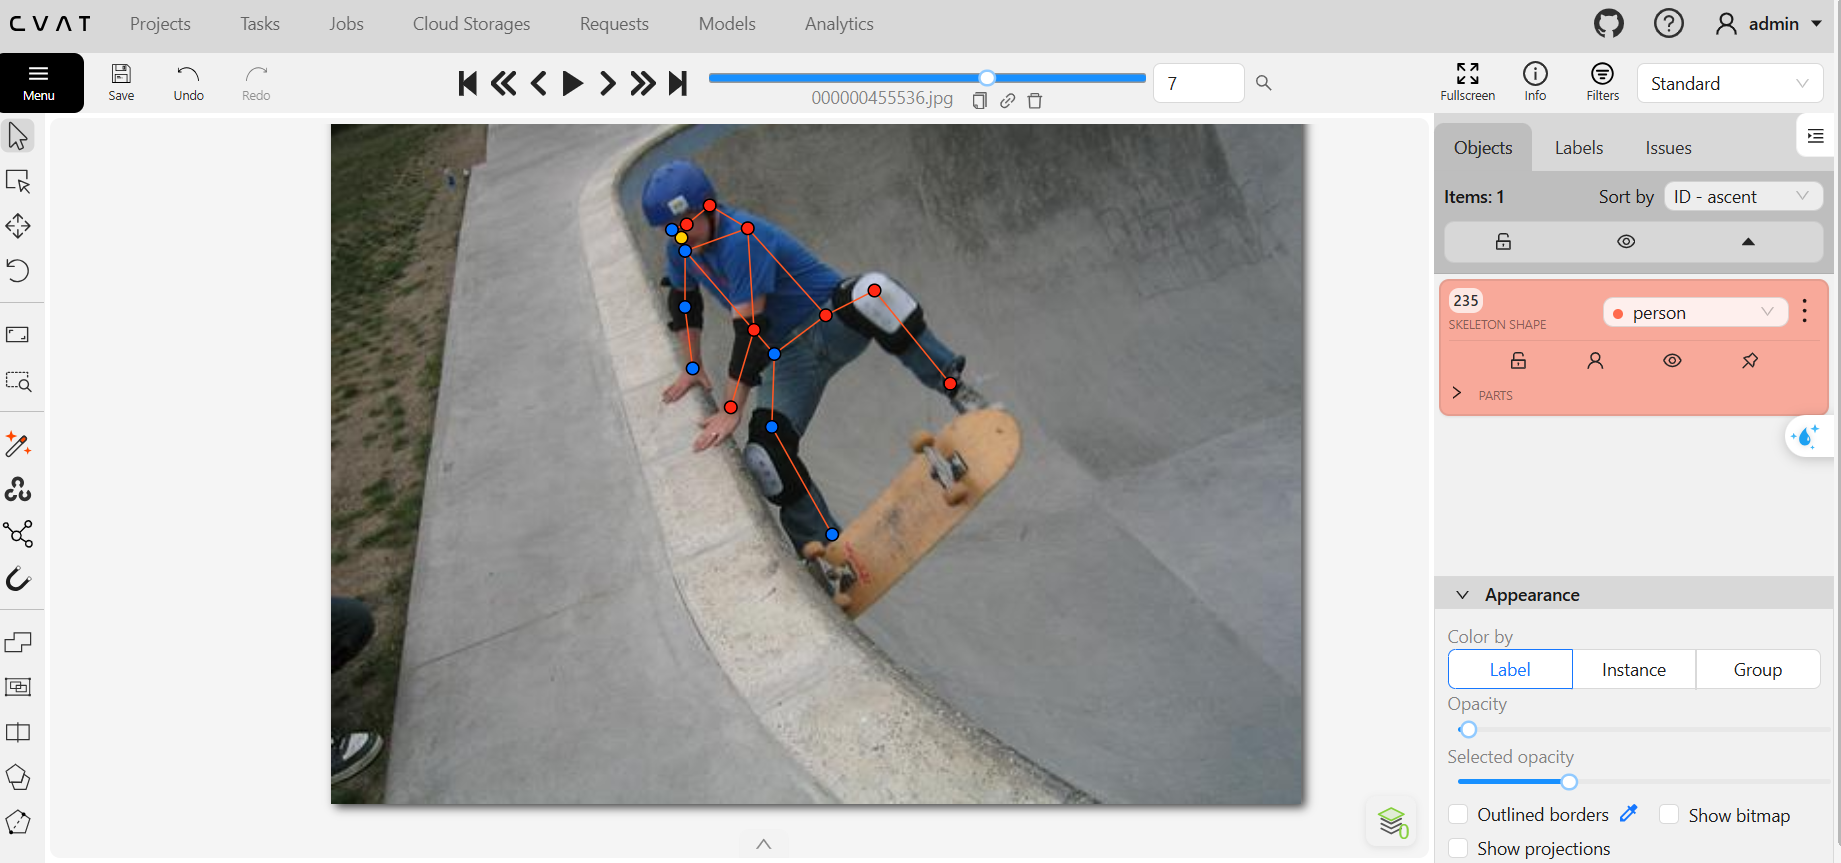 CVAT Projects Tasks Jobs Cloud Storages Requests Models Analytics admin
Menu Save Undo Redo 7 Fullscreen Info Filters Standard
000000455536.jpg
Objects Labels Issues
Items: 1 Sort by ID - ascent
235 person
SKELETON SHAPE
PARTS
Appearance
Color by
Label Instance Group
Opacity
Selected opacity
Outlined borders Show bitmap
Show projections
0